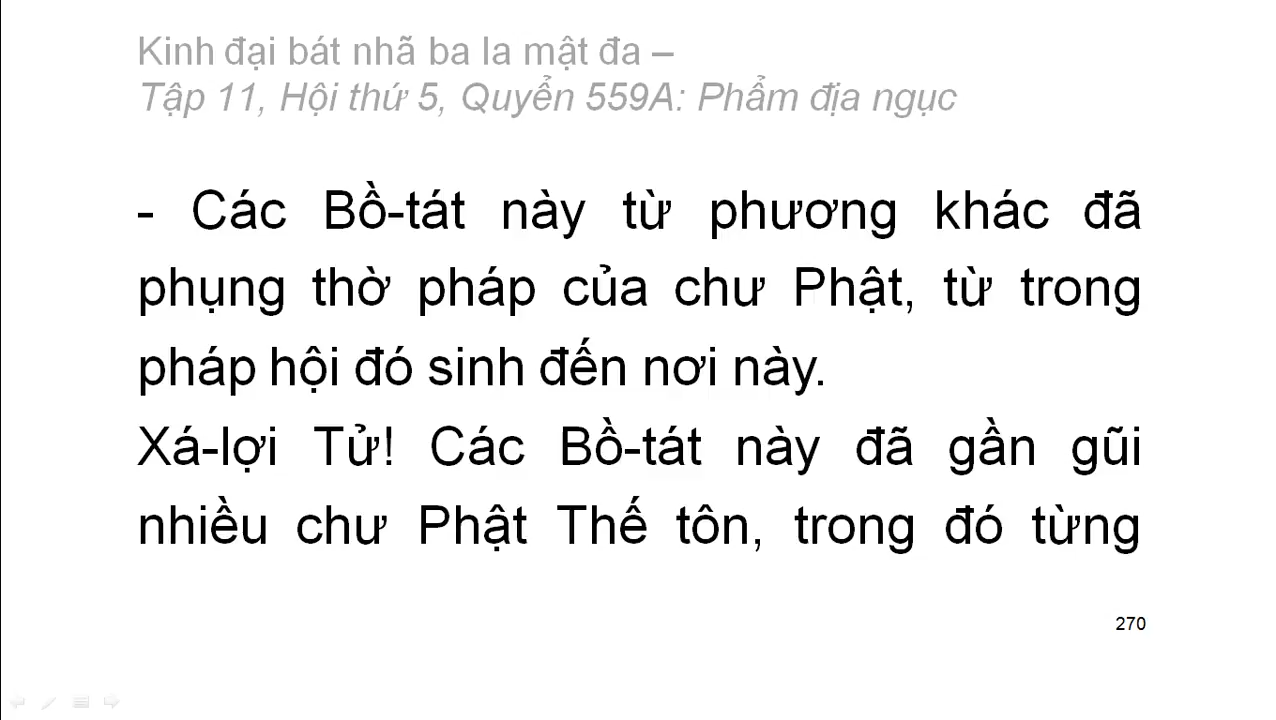 Kinh đại bát nhã ba la mật đa –
Tập 11, Hội thứ 5, Quyển 559A: Phẩm địa ngục
- Các Bồ-tát này từ phương khác đã
phụng thờ pháp của chư Phật, từ trong
pháp hội đó sinh đến nơi này.
Xá-lợi Tử! Các Bồ-tát này đã gần gũi
nhiều chư Phật Thế tôn, trong đó từng
270